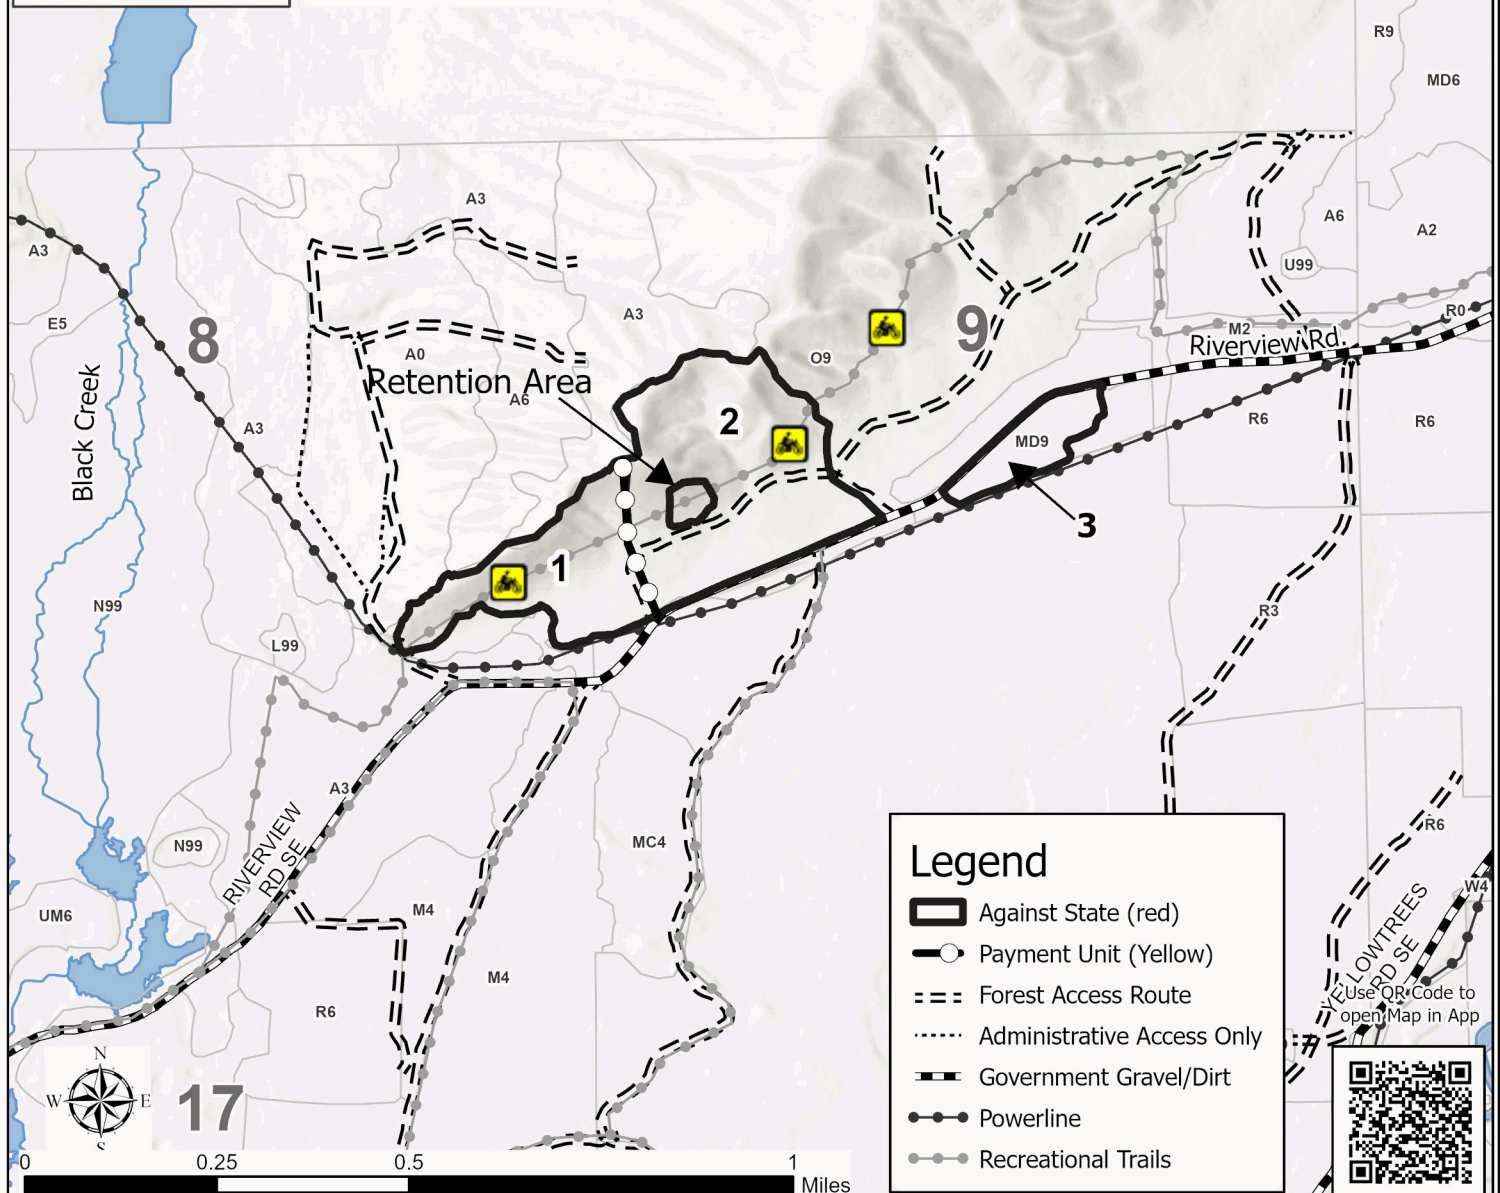 R9
MD6
A3
A6
A2
A3
U99
E5
8
A3
9
R0
M2
Riverview Rd.
A0
O9
Retention Area
A6
2
R6
R6
A3
MD9
Black Creek
3
1
N99
R3
L99
A3
RIVERVIEW
RD SE
N99
MC4
R6
W4
UM6
M4
M4
YELLOWTREES
RD SE
R6
Use QR Code to
open Map in App
N
W E
S
17
0 0.25 0.5 1
Miles
Legend
Against State (red)
Payment Unit (Yellow)
Forest Access Route
Administrative Access Only
Government Gravel/Dirt
Powerline
Recreational Trails